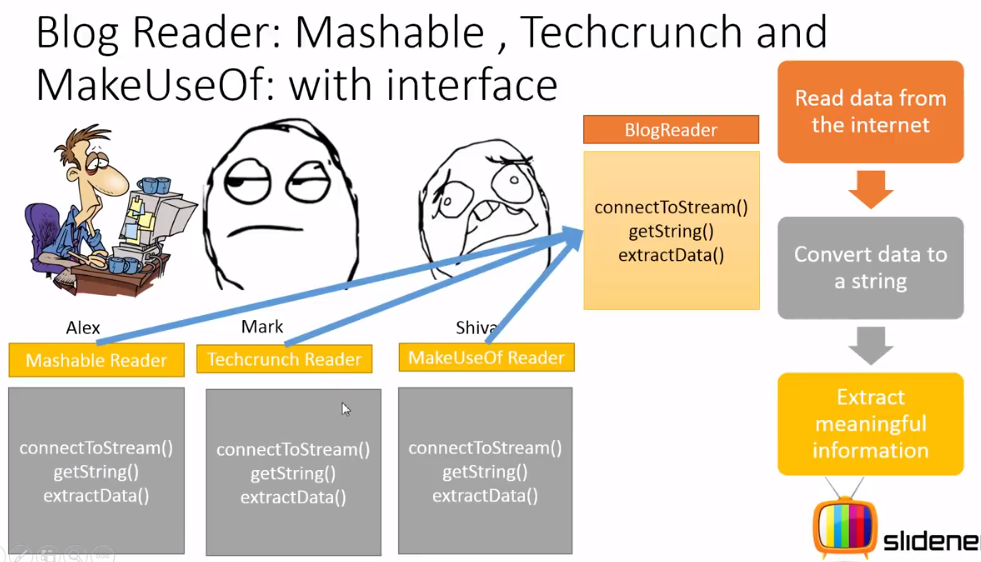 Blog Reader: Mashable , Techcrunch and
MakeUseOf: with interface
BlogReader
connectToStream()
getString()
extractData()
Read data from
the internet
Convert data to
a string
Extract
meaningful
information
Alex
Mark
Shiva
Mashable Reader
Techcrunch Reader
MakeUseOf Reader
connectToStream()
getString()
extractData()
connectToStream()
getString()
extractData()
connectToStream()
getString()
extractData()
slidene